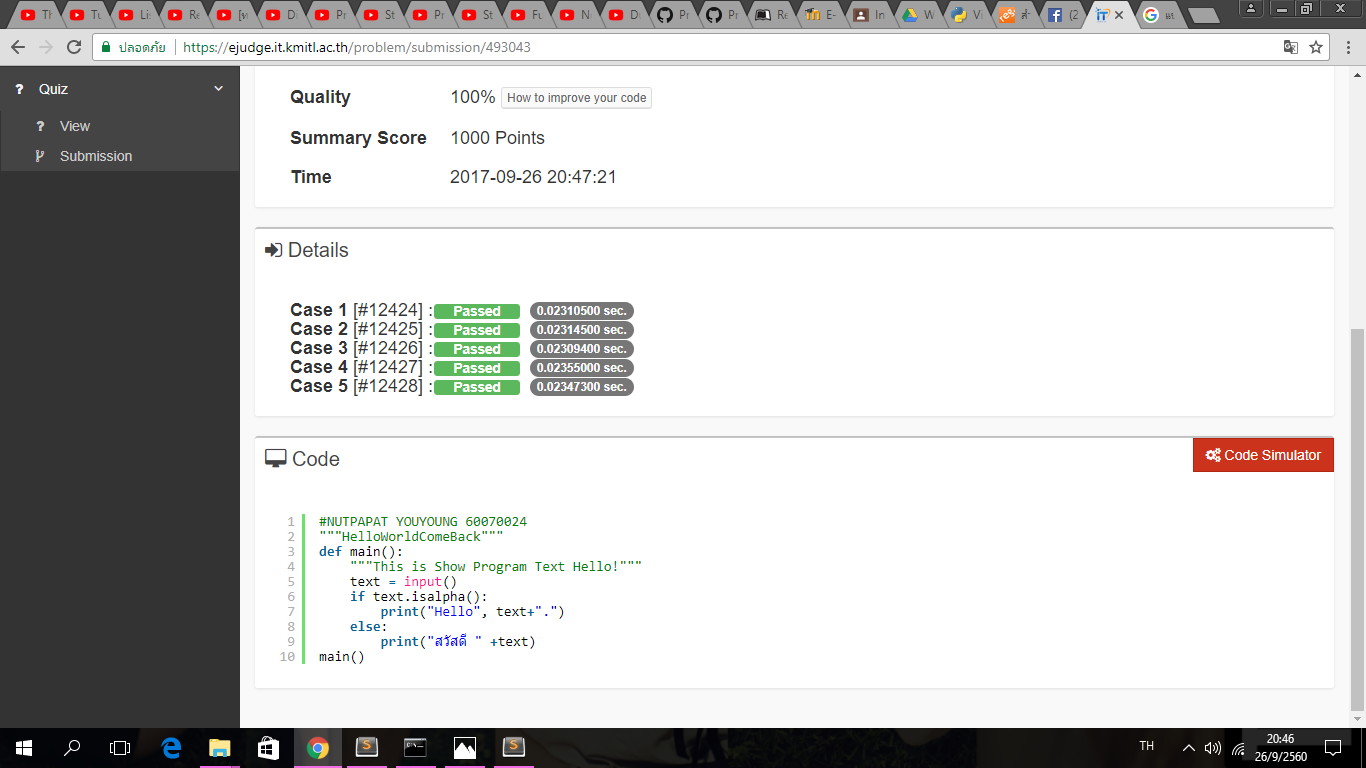 Th
Tu
Lis
Re
Di
Pr
St
Pr
St
Fu
N
Du
Pr
Pr
Re
E-
In
W
Vi
(2
ปลอดภัย https://ejudge.it.kmitl.ac.th/problem/submission/493043
Quiz
View
Submission
Quality 100% How to improve your code
Summary Score 1000 Points
Time 2017-09-26 20:47:21
Details
Case 1 [#12424] : Passed 0.02310500 sec.
Case 2 [#12425] : Passed 0.02314500 sec.
Case 3 [#12426] : Passed 0.02309400 sec.
Case 4 [#12427] : Passed 0.02355000 sec.
Case 5 [#12428] : Passed 0.02347300 sec.
Code
Code Simulator
1 #NUTPAPAT YOUYOUNG 60070024
2 """HelloWorldComeBack"""
3 def main():
4 """This is Show Program Text Hello!"""
5 text = input()
6 if text.isalpha():
7 print("Hello", text+".")
8 else:
9 print("สวัสดี " +text)
10 main()
TH
20:46
26/9/2560